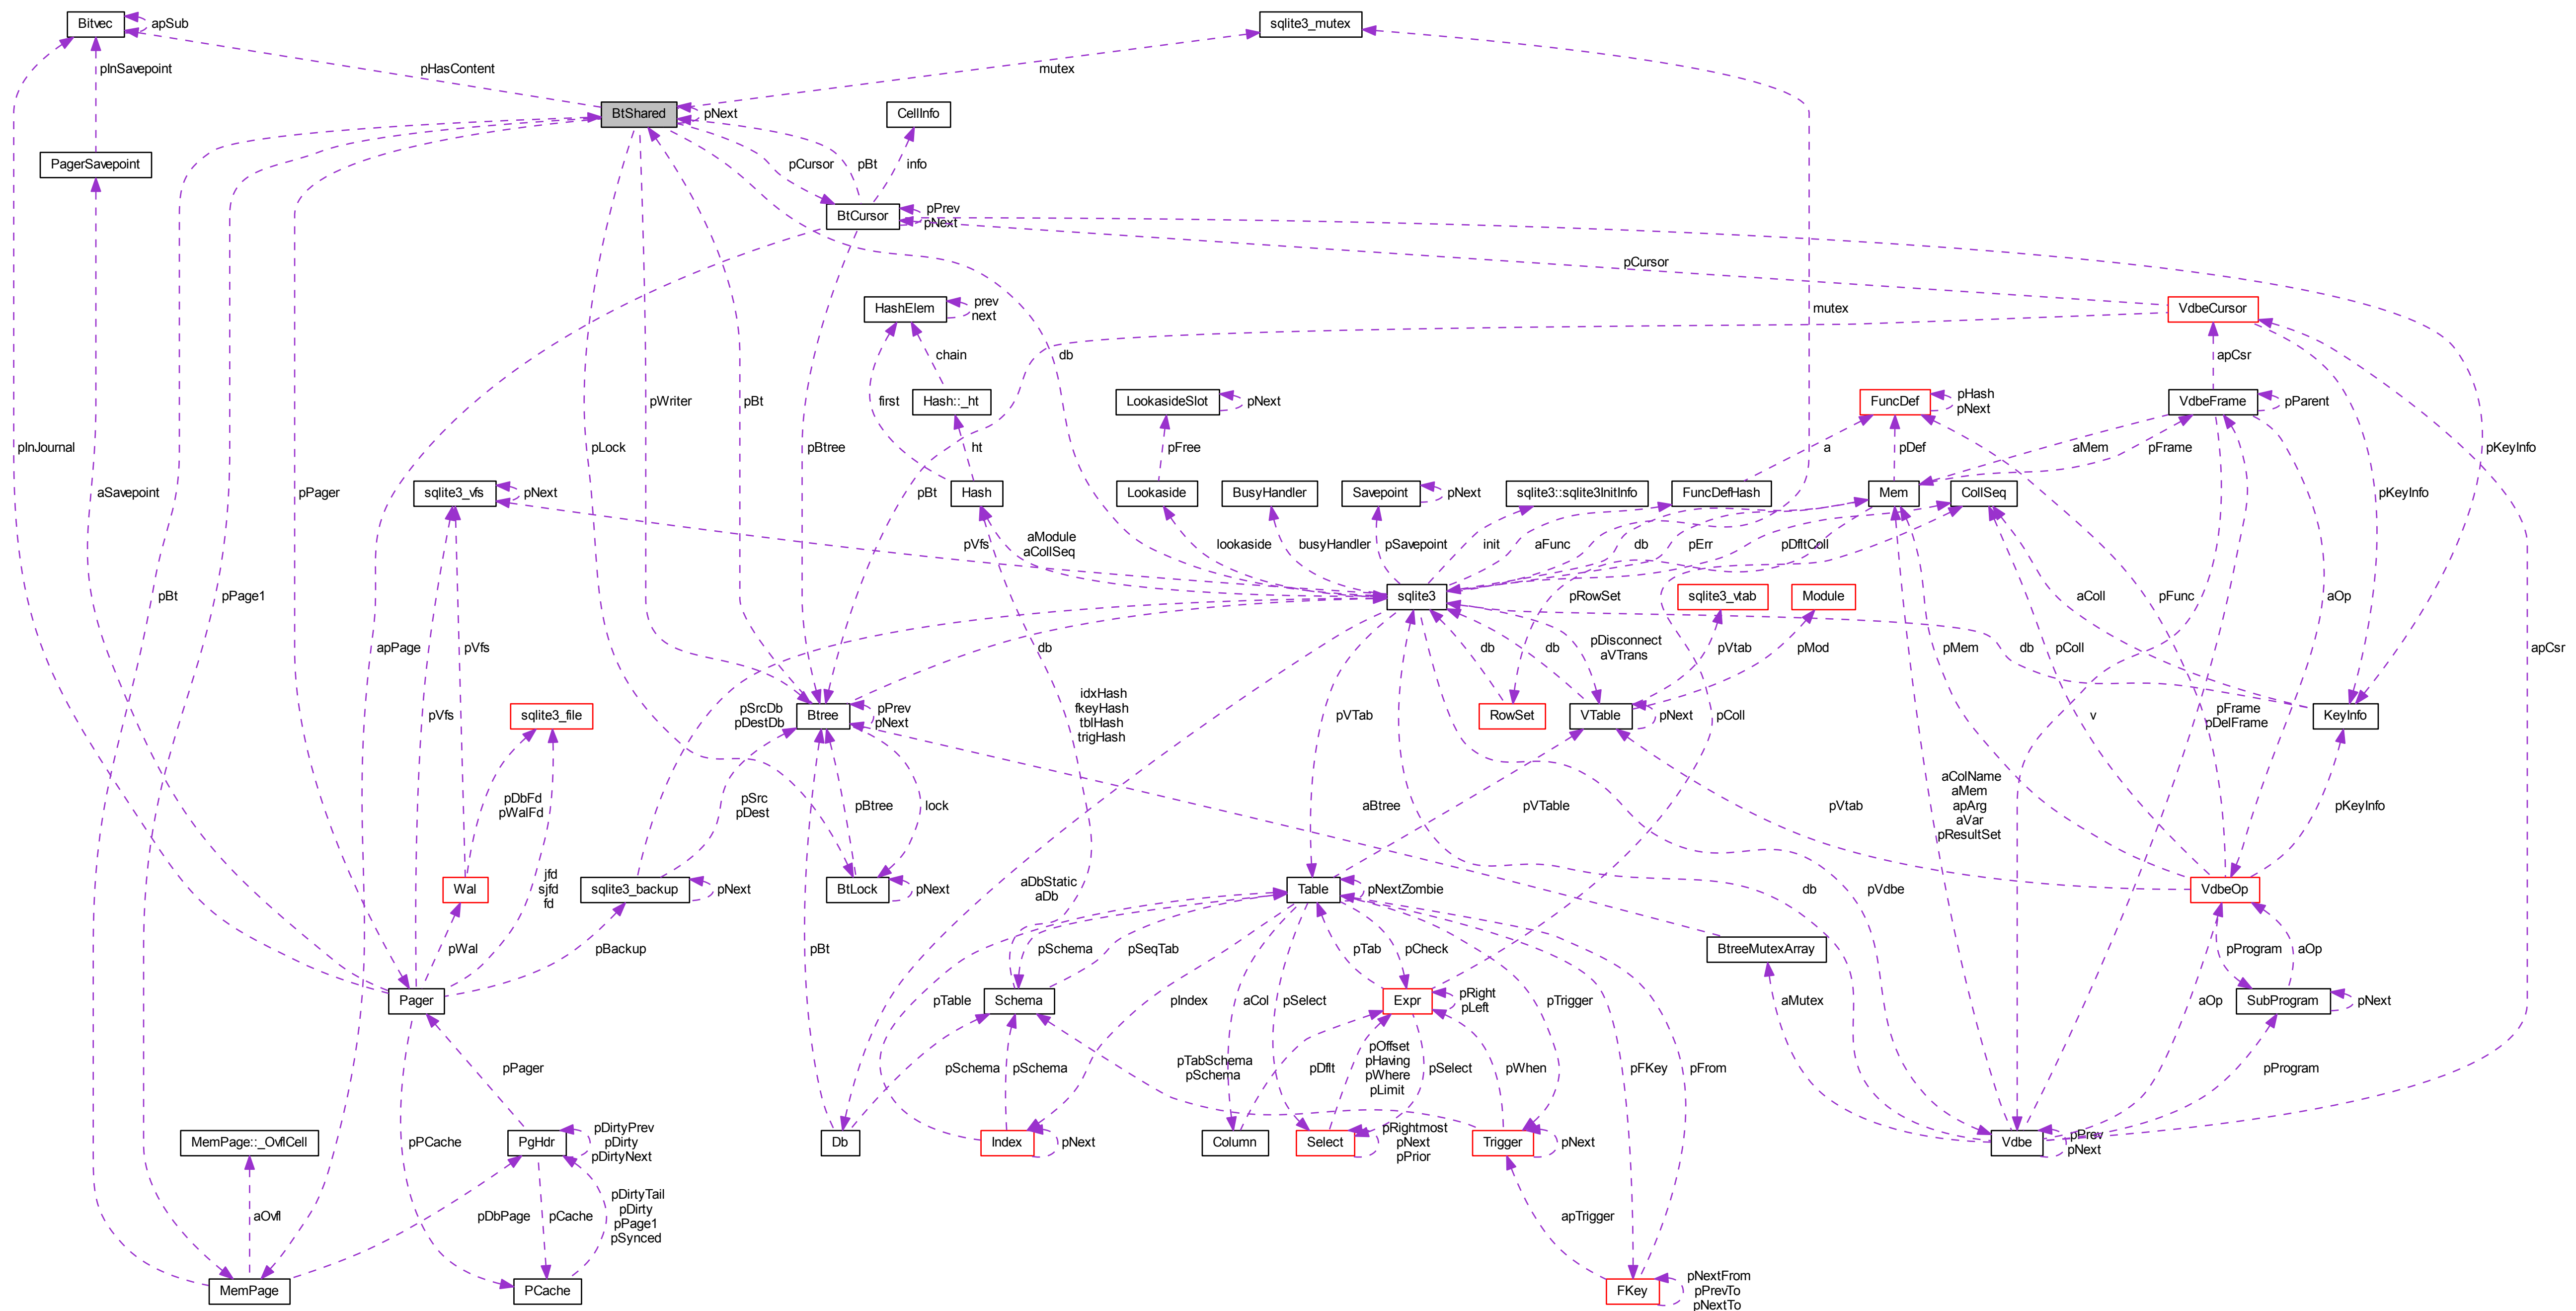 Bitvec
apSub
sqlite3_mutex
pInSavepoint
pHasContent
mutex
BtShared
pNext
CellInfo
PagerSavepoint
pCursor
pBt
info
BtCursor
pPrev
pNext
pCursor
HashElem
prev
next
mutex
VdbeCursor
db
chain
apCsr
first
Hash::_ht
LookasideSlot
pNext
FuncDef
pHash
pNext
VdbeFrame
pParent
pInJournal
aSavepoint
pPager
pLock
pWriter
pBt
pBtree
ht
pFree
a
pDef
aMem
pFrame
pKeyInfo
pKeyInfo
sqlite3_vfs
pNext
pBt
Hash
Lookaside
BusyHandler
Savepoint
pNext
sqlite3::sqlite3InitInfo
FuncDefHash
Mem
CollSeq
pVfs
aModule
aCollSeq
lookaside
busyHandler
pSavepoint
init
aFunc
db
pErr
pDfltColl
pBt
pPage1
sqlite3
pRowSet
sqlite3_vtab
Module
aColl
pFunc
aOp
apPage
pVfs
db
db
pDisconnect
aVTrans
db
pVtab
pMod
pMem
pColl
db
apCsr
pVfs
sqlite3_file
pSrcDb
pDestDb
Btree
pPrev
pNext
idxHash
fkeyHash
tblHash
trigHash
pVTab
RowSet
VTable
pNext
pColl
v
pFrame
pDelFrame
KeyInfo
pDbFd
pWalFd
pSrc
pDest
pBtree
lock
aBtree
pVTable
pVtab
aColName
aMem
apArg
aVar
pResultSet
pKeyInfo
Wal
jfd
sjfd
fd
sqlite3_backup
pNext
BtLock
pNext
aDbStatic
aDb
Table
pNextZombie
pVdbe
db
VdbeOp
pWal
pBackup
pBt
pSchema
pSeqTab
pTab
pCheck
BtreeMutexArray
pProgram
aOp
Pager
pTable
Schema
pIndex
aCol
pSelect
Expr
pRight
pLeft
pTrigger
aMutex
aOp
SubProgram
pNext
pPager
pSchema
pSchema
pTabSchema
pSchema
pDflt
pOffset
pHaving
pWhere
pLimit
pSelect
pWhen
pFKey
pFrom
pProgram
MemPage::_OvflCell
pPCache
PgHdr
pDirtyPrev
pDirty
pDirtyNext
Db
Index
pNext
Column
Select
pRightmost
pNext
pPrior
Trigger
pNext
Vdbe
pPrev
pNext
aOvfl
pDbPage
pCache
pDirtyTail
pDirty
pPage1
pSynced
apTrigger
MemPage
PCache
FKey
pNextFrom
pPrevTo
pNextTo